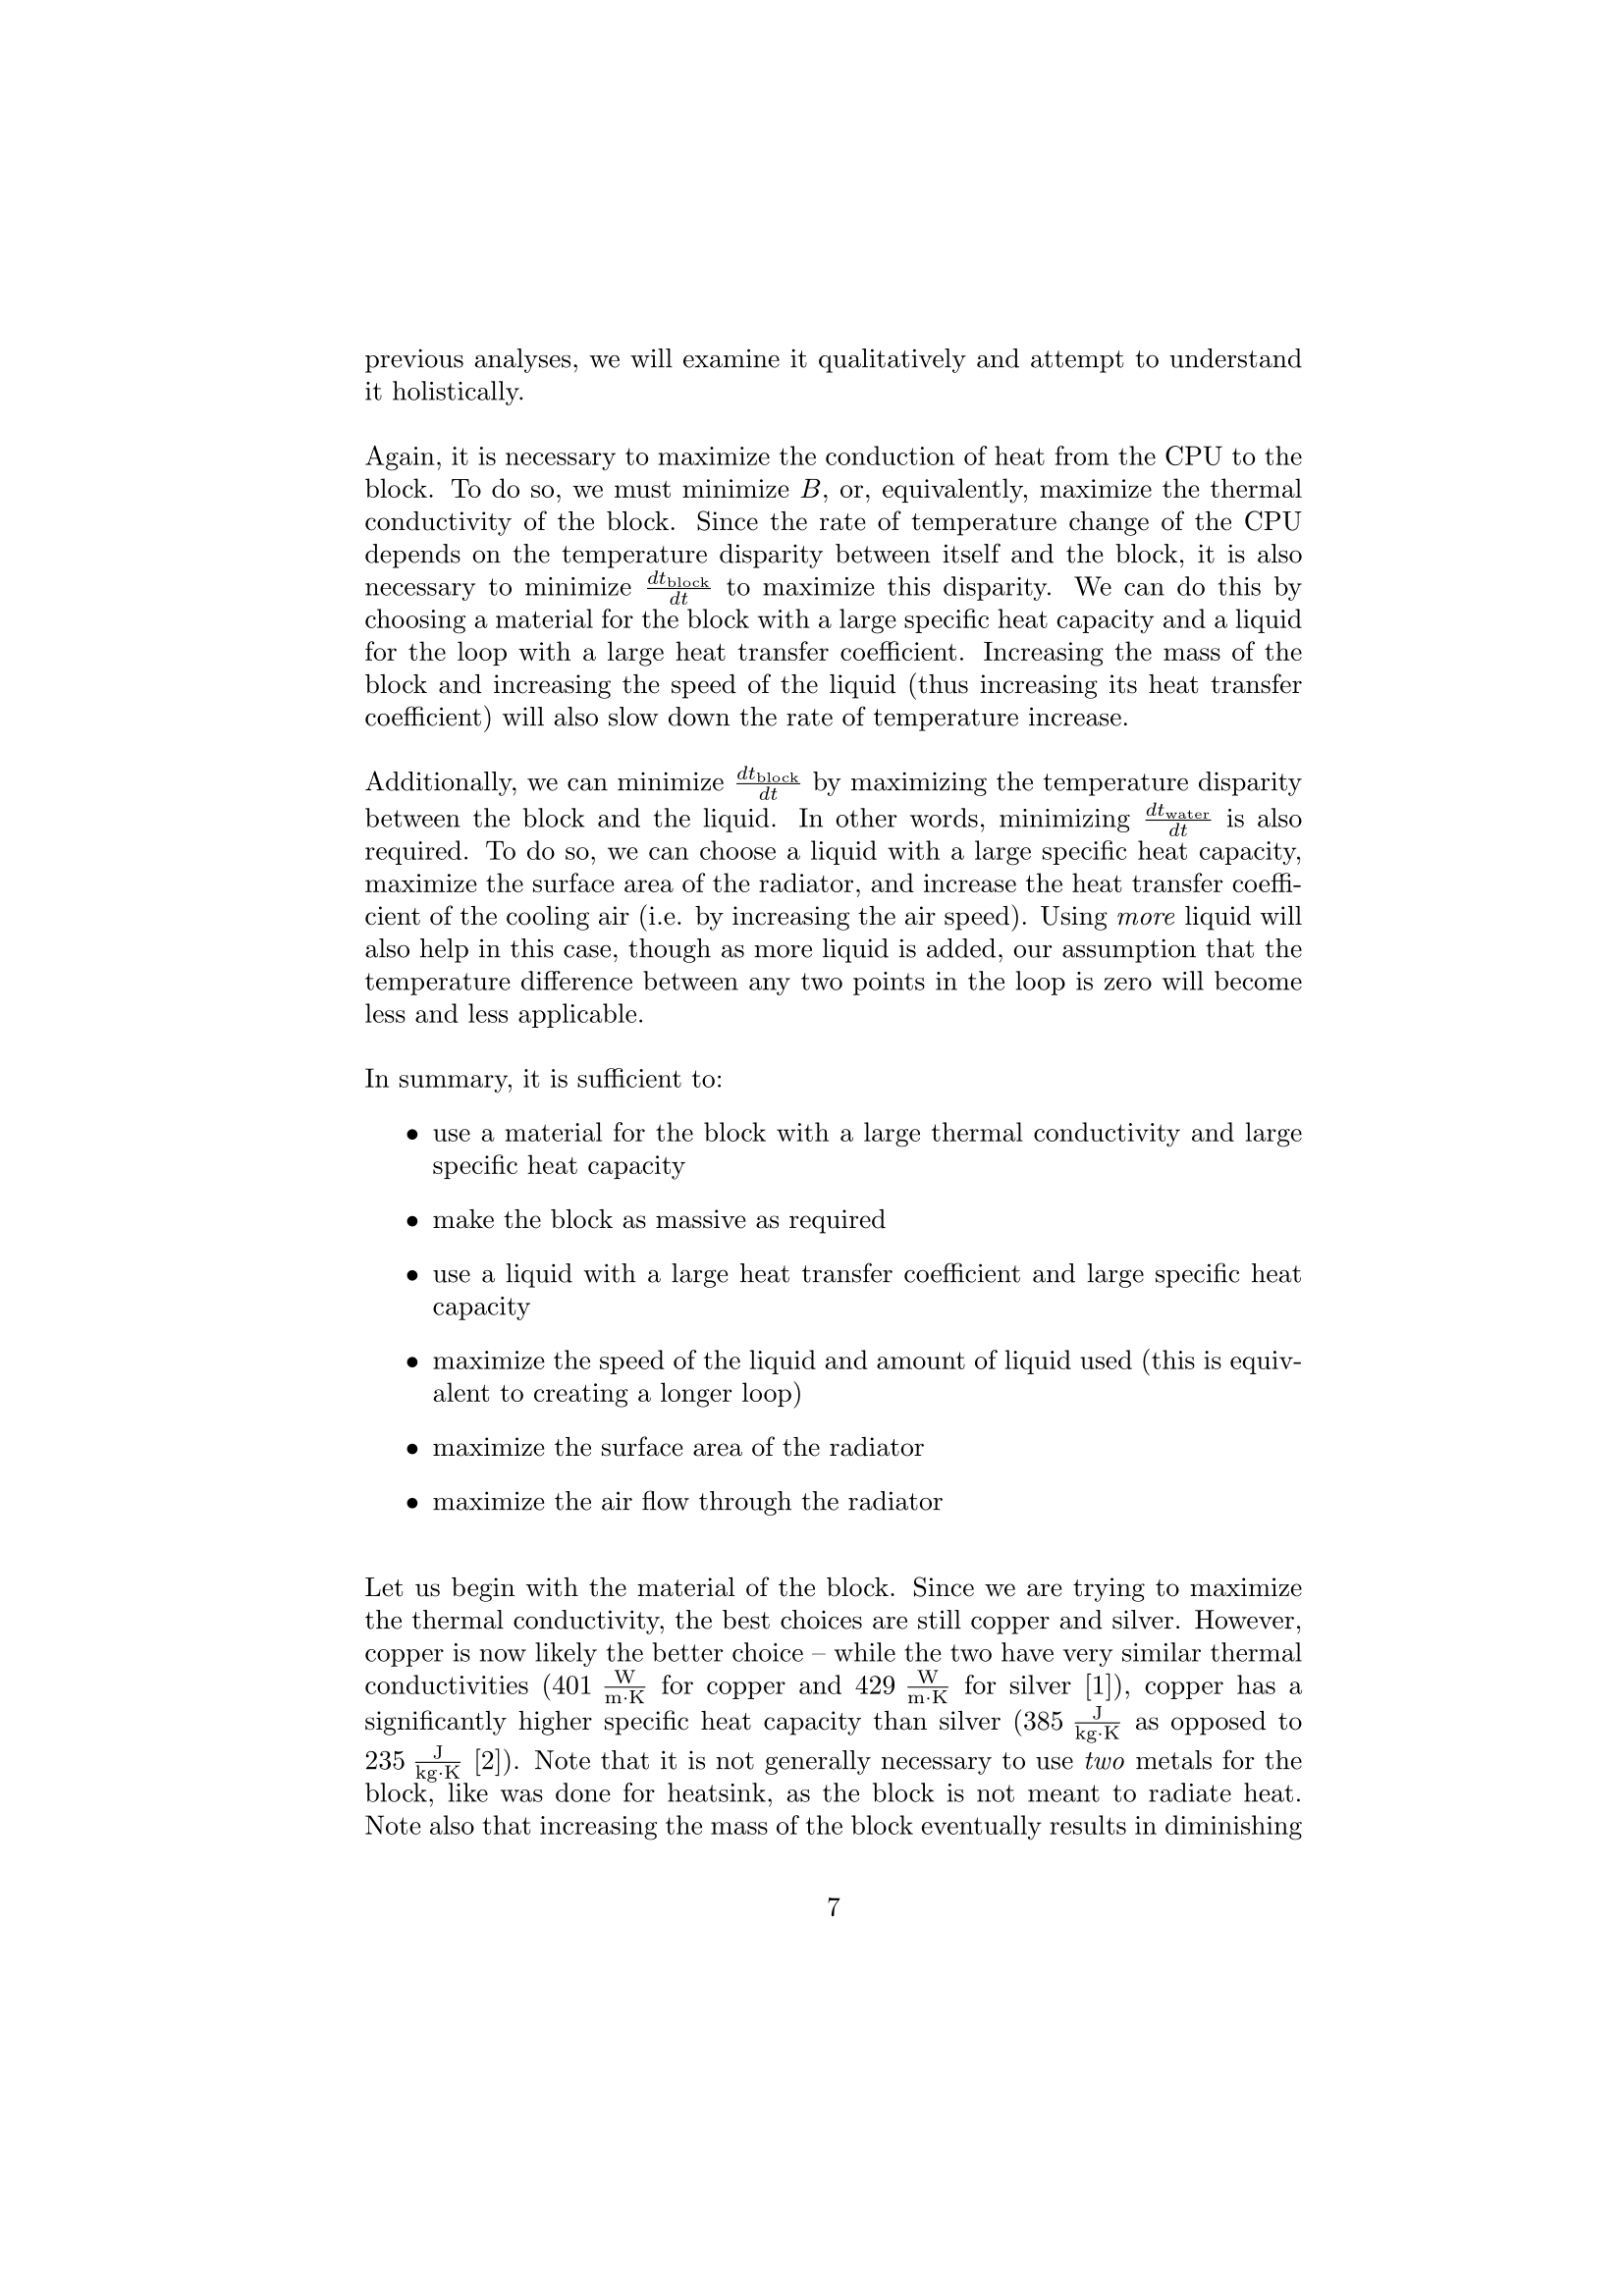 previous analyses, we will examine it qualitatively and attempt to understand
it holistically.
Again, it is necessary to maximize the conduction of heat from the CPU to the
block. To do so, we must minimize B, or, equivalently, maximize the thermal
conductivity of the block. Since the rate of temperature change of the CPU
depends on the temperature disparity between itself and the block, it is also
necessary to minimize $\frac{dt_{\text{block}}}{dt}$ to maximize this disparity. We can do this by
choosing a material for the block with a large specific heat capacity and a liquid
for the loop with a large heat transfer coefficient. Increasing the mass of the
block and increasing the speed of the liquid (thus increasing its heat transfer
coefficient) will also slow down the rate of temperature increase.
Additionally, we can minimize $\frac{dt_{\text{block}}}{dt}$ by maximizing the temperature disparity
between the block and the liquid. In other words, minimizing $\frac{dt_{\text{water}}}{dt}$ is also
required. To do so, we can choose a liquid with a large specific heat capacity,
maximize the surface area of the radiator, and increase the heat transfer coeffi-
cient of the cooling air (i.e. by increasing the air speed). Using more liquid will
also help in this case, though as more liquid is added, our assumption that the
temperature difference between any two points in the loop is zero will become
less and less applicable.
In summary, it is sufficient to:
• use a material for the block with a large thermal conductivity and large
specific heat capacity
• make the block as massive as required
• use a liquid with a large heat transfer coefficient and large specific heat
capacity
• maximize the speed of the liquid and amount of liquid used (this is equiv-
alent to creating a longer loop)
• maximize the surface area of the radiator
• maximize the air flow through the radiator
Let us begin with the material of the block. Since we are trying to maximize
the thermal conductivity, the best choices are still copper and silver. However,
copper is now likely the better choice – while the two have very similar thermal
conductivities (401 $\frac{\text{W}}{\text{m·K}}$ for copper and 429 $\frac{\text{W}}{\text{m·K}}$ for silver [1]), copper has a
significantly higher specific heat capacity than silver (385 $\frac{\text{J}}{\text{kg·K}}$ as opposed to
235 $\frac{\text{J}}{\text{kg·K}}$ [2]). Note that it is not generally necessary to use two metals for the
block, like was done for heatsink, as the block is not meant to radiate heat.
Note also that increasing the mass of the block eventually results in diminishing
7